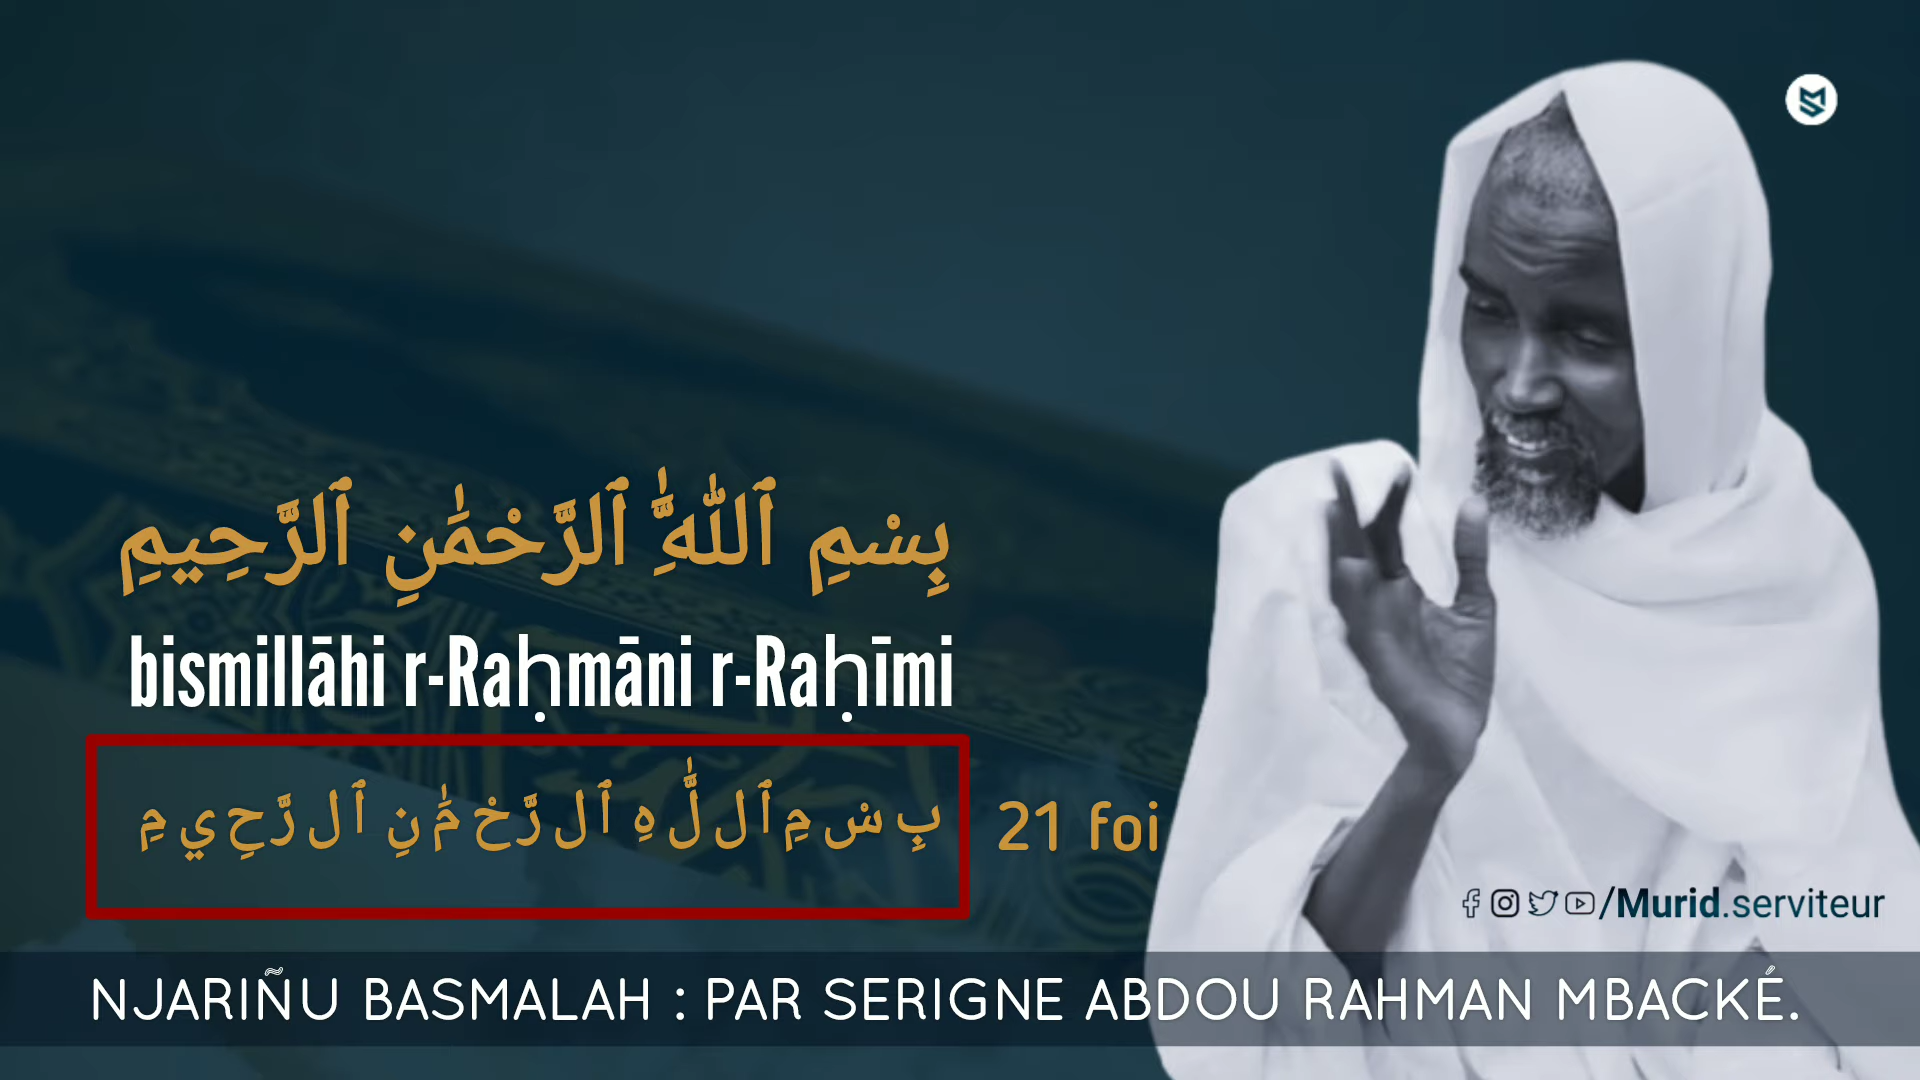 بِسْمِ ٱللَّٰهِ ٱلرَّحْمَٰنِ ٱلرَّحِيمِ
bismillāhi r-Raḥmāni r-Raḥīmi
بِ سْ مِ ٱ ل لَّٰ هِ ٱ ل رَّ حْ مَٰ نِ ٱ ل رَّ حِ ي مِ 21 foi
/Murid.serviteur
NJARIÑU BASMALAH : PAR SERIGNE ABDOU RAHMAN MBACKÉ.